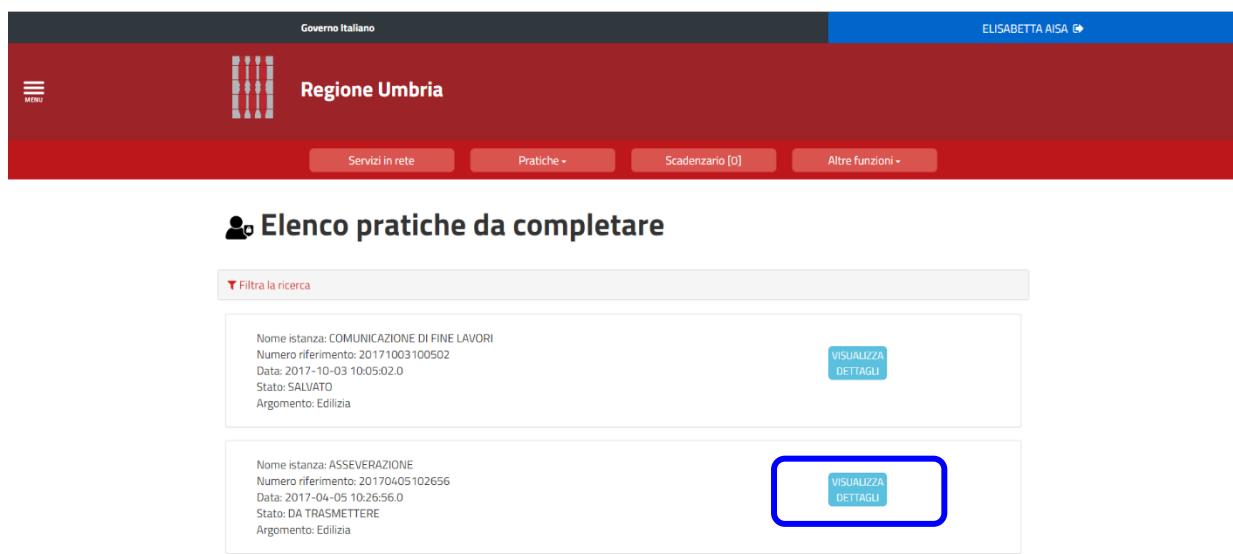 Governo Italiano
ELISABETTA AISA
MENU
Regione Umbria
Servizi in rete
Pratiche
Scadenzario [0]
Altre funzioni
Elenco pratiche da completare
Filtra la ricerca
Nome istanza: COMUNICAZIONE DI FINE LAVORI
Numero riferimento: 20171003100502
Data: 2017-10-03 10:05:02.0
Stato: SALVATO
Argomento: Edilizia
VISUALIZZA
DETTAGLI
Nome istanza: ASSEVERAZIONE
Numero riferimento: 20170405102656
Data: 2017-04-05 10:26:56.0
Stato: DA TRASMETTERE
Argomento: Edilizia
VISUALIZZA
DETTAGLI